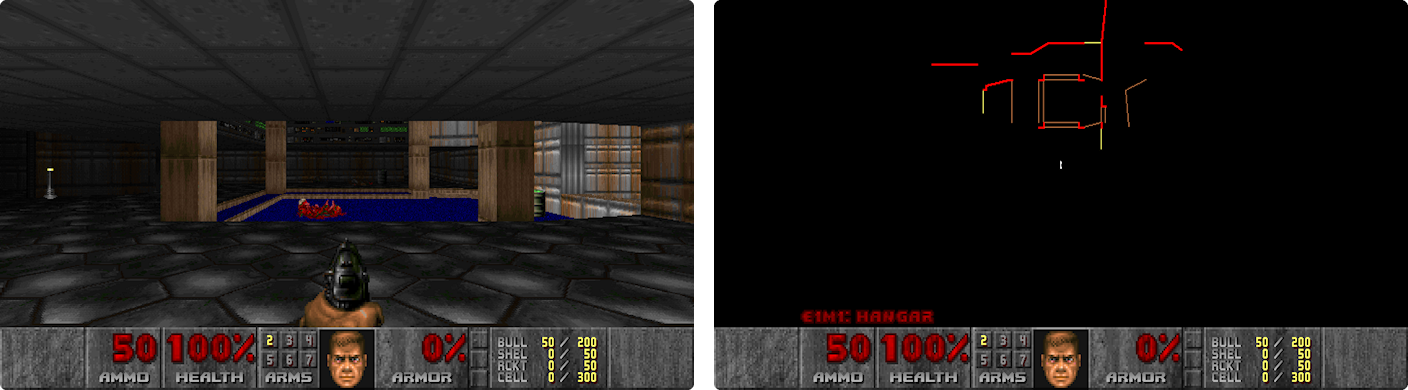 50 100% 2 3 4 0% BULL 50 / 200
5 6 7 SHEL 0 / 50
RCKT 0 / 50
AMMO HEALTH ARMS ARMOR CELL 0 / 300
E1M1: HANGAR
50 100% 2 3 4 0% BULL 50 / 200
5 6 7 SHEL 0 / 50
RCKT 0 / 50
AMMO HEALTH ARMS ARMOR CELL 0 / 300